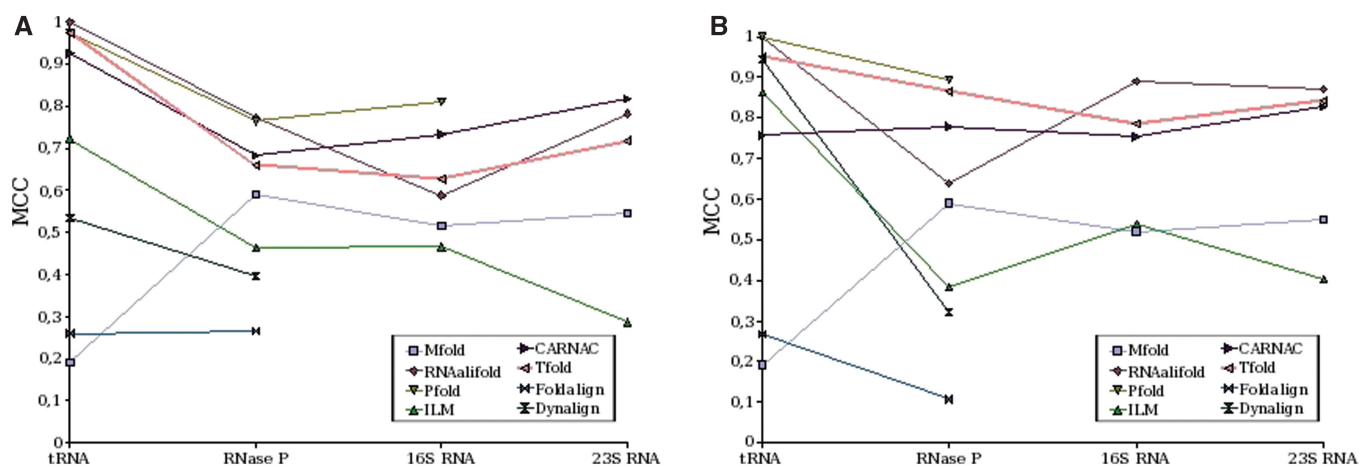 A
MCC
1
0,9
0,8
0,7
0,6
0,5
0,4
0,3
0,2
0,1
0
tRNA RNase P 16S RNA 23S RNA
Mfold CARNAC
RNAalifold Tfold
Pfold Foldalign
ILM Dynalign
B
MCC
1
0,9
0,8
0,7
0,6
0,5
0,4
0,3
0,2
0,1
0
tRNA RNase P 16S RNA 23S RNA
Mfold CARNAC
RNAalifold Tfold
Pfold Foldalign
ILM Dynalign